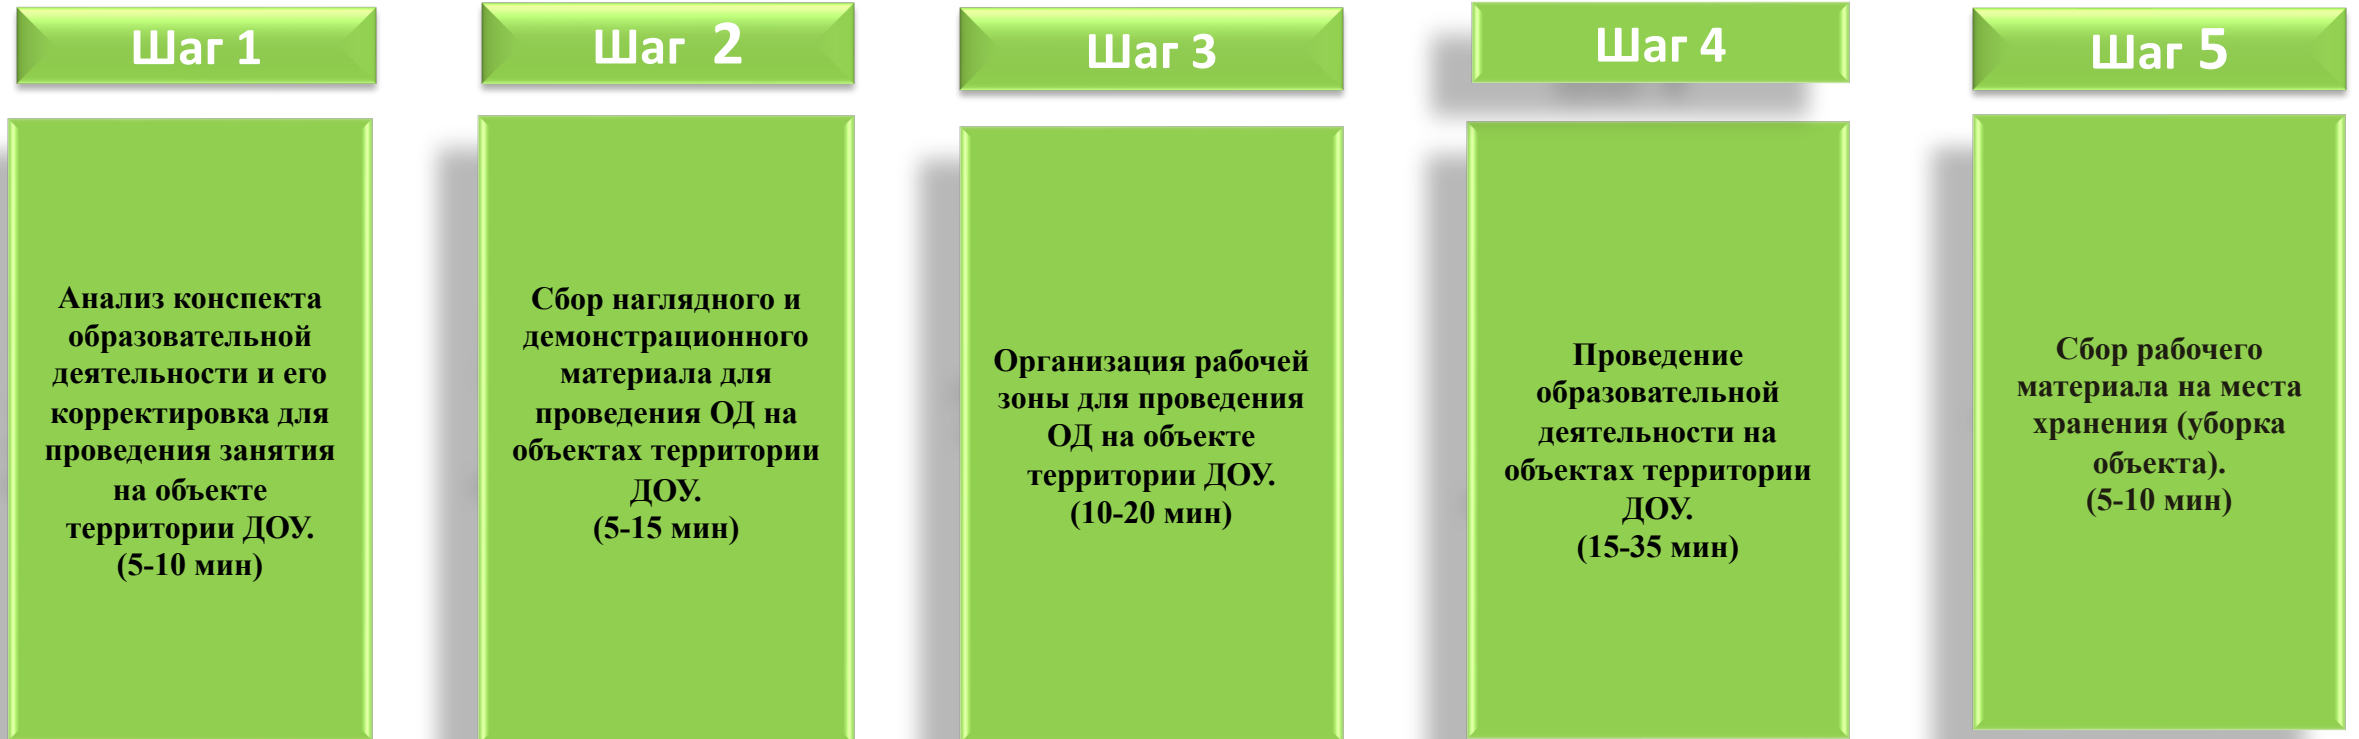 Шаг 1
Анализ конспекта
образовательной
деятельности и его
корректировка для
проведения занятия
на объекте
территории ДОУ.
(5-10 мин)
Шаг 2
Сбор наглядного и
демонстрационного
материала для
проведения ОД на
объектах территории
ДОУ.
(5-15 мин)
Шаг 3
Организация рабочей
зоны для проведения
ОД на объекте
территории ДОУ.
(10-20 мин)
Шаг 4
Проведение
образовательной
деятельности на
объектах территории
ДОУ.
(15-35 мин)
Шаг 5
Сбор рабочего
материала на места
хранения (уборка
объекта).
(5-10 мин)